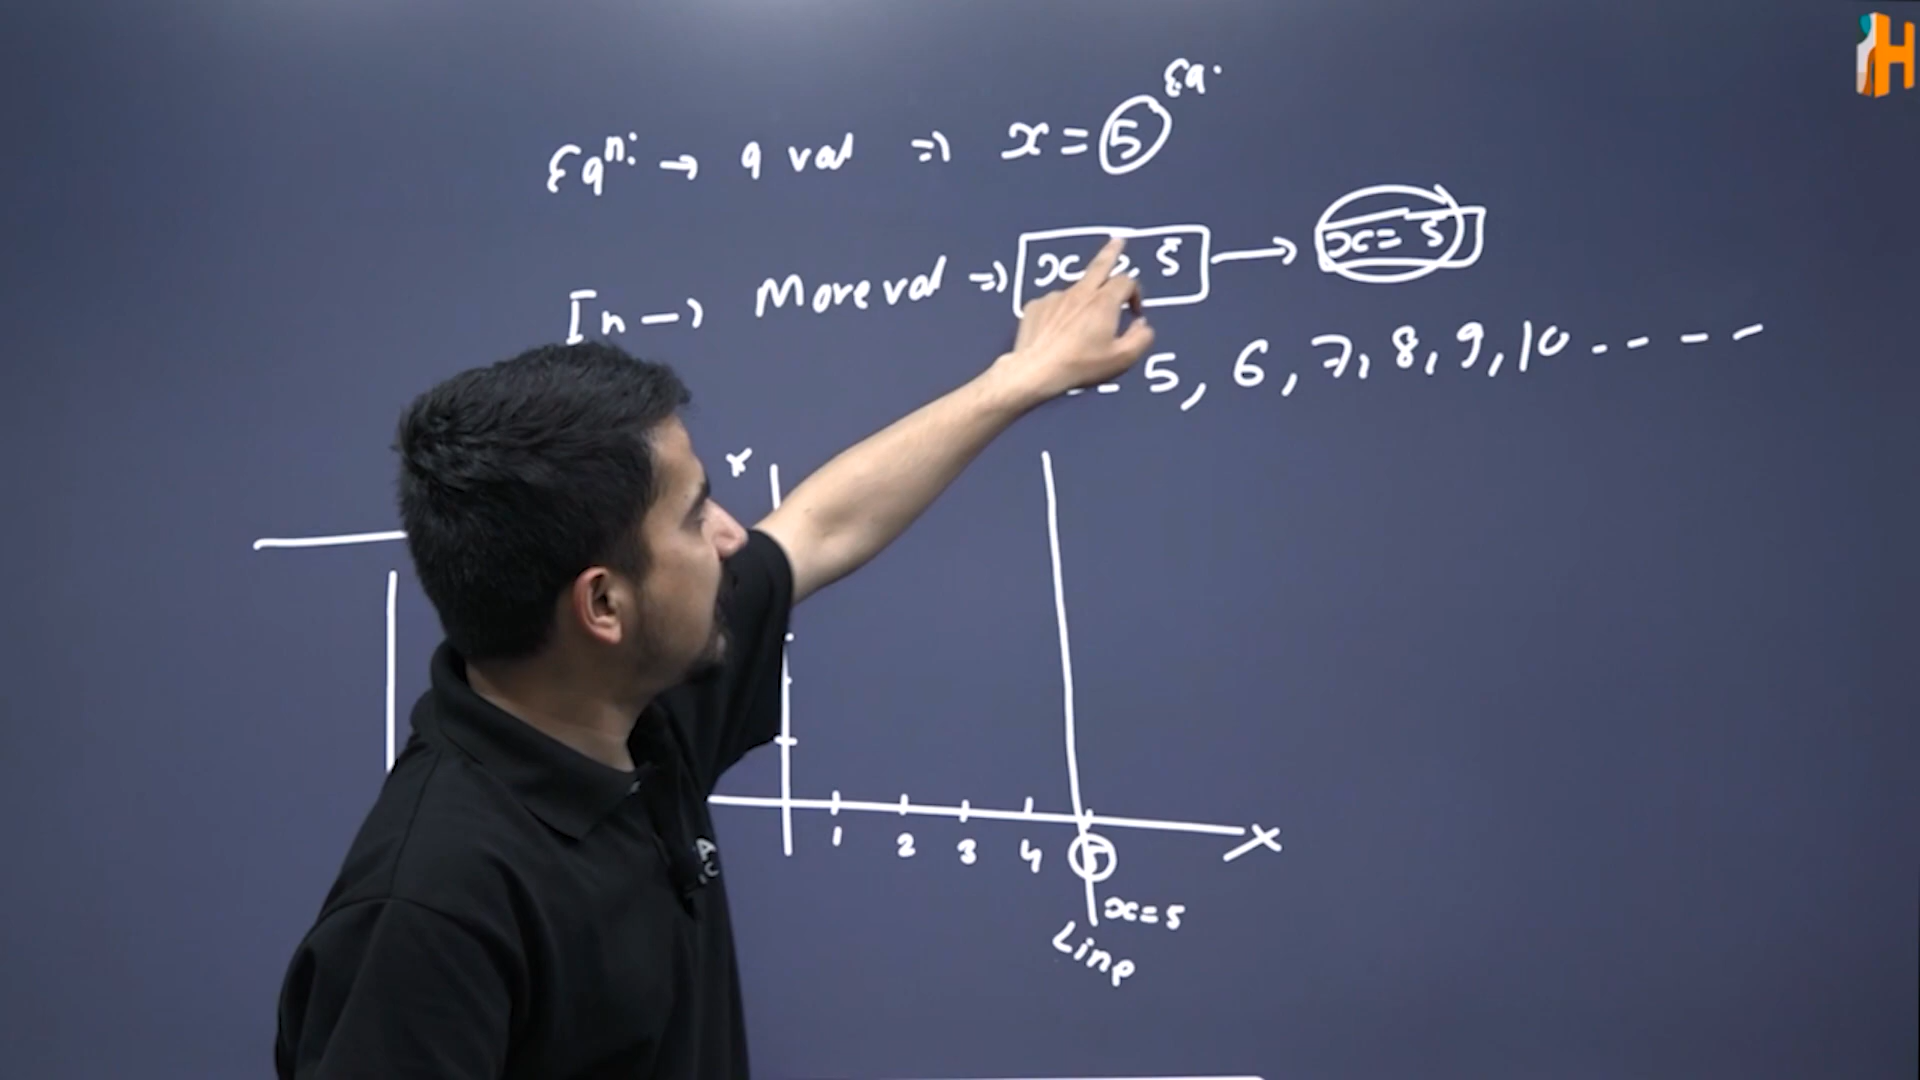 Eq.
Eqn: → 9 val ⇒ x = 5
In → More val ⇒ x 5 → x = 5
= 5, 6, 7, 8, 9, 10 - - - -
1 2 3 4 5
X
x = 5
Line
H